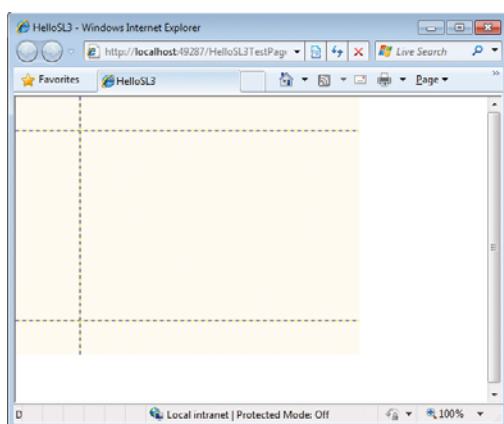 HelloSL3 - Windows Internet Explorer
http://localhost:49287/HelloSL3TestPage
Live Search
Favorites
HelloSL3
Page
»
D
Local intranet | Protected Mode: Off
100%